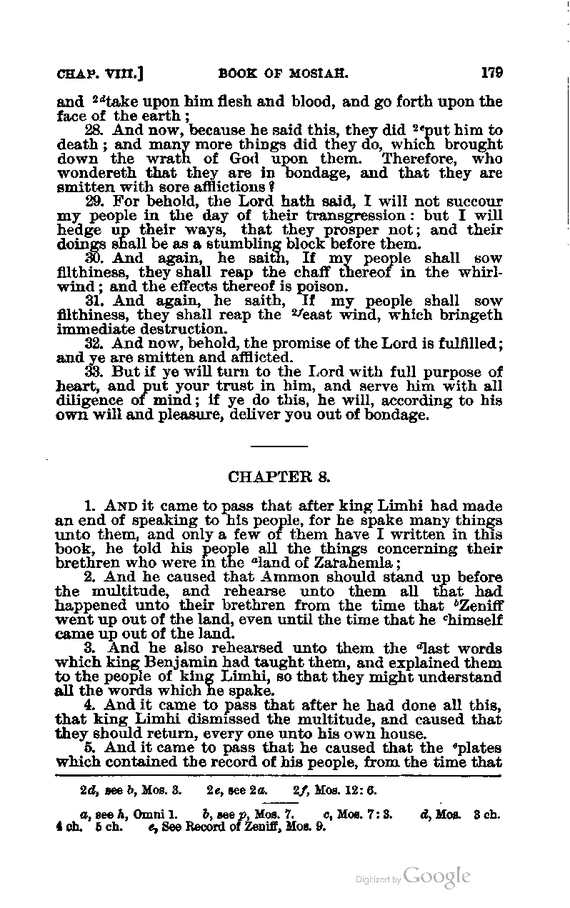 CHAP. VIII.] BOOK OF MOSIAH. 179
and 2dtake upon him flesh and blood, and go forth upon the
face of the earth;
28. And now, because he said this, they did 2eput him to
death; and many more things did they do, which brought
down the wrath of God upon them. Therefore, who
wondereth that they are in bondage, and that they are
smitten with sore afflictions?
29. For behold, the Lord hath said, I will not succour
my people in the day of their transgression: but I will
hedge up their ways, that they prosper not; and their
doings shall be as a stumbling block before them.
30. And again, he saith, If my people shall sow
filthiness, they shall reap the chaff thereof in the whirl-
wind; and the effects thereof is poison.
31. And again, he saith, If my people shall sow
filthiness, they shall reap the 2feast wind, which bringeth
immediate destruction.
32. And now, behold, the promise of the Lord is fulfilled;
and ye are smitten and afflicted.
33. But if ye will turn to the Lord with full purpose of
heart, and put your trust in him, and serve him with all
diligence of mind; if ye do this, he will, according to his
own will and pleasure, deliver you out of bondage.
CHAPTER 8.
1. AND it came to pass that after king Limhi had made
an end of speaking to his people, for he spake many things
unto them, and only a few of them have I written in this
book, he told his people all the things concerning their
brethren who were in the aland of Zarahemla;
2. And he caused that Ammon should stand up before
the multitude, and rehearse unto them all that had
happened unto their brethren from the time that bZeniff
went up out of the land, even until the time that he chimself
came up out of the land.
3. And he also rehearsed unto them the dlast words
which king Benjamin had taught them, and explained them
to the people of king Limhi, so that they might understand
all the words which he spake.
4. And it came to pass that after he had done all this,
that king Limhi dismissed the multitude, and caused that
they should return, every one unto his own house.
5. And it came to pass that he caused that the eplates
which contained the record of his people, from the time that
2d, see b, Mos. 3. 2e, see 2a. 2f, Mos. 12: 6.
a, see h, Omni 1. b, see p, Mos. 7. c, Mos. 7: 3. d, Mos. 3 ch.
4 ch. 5 ch. e, See Record of Zeniff, Mos. 9.
Digitized by Google